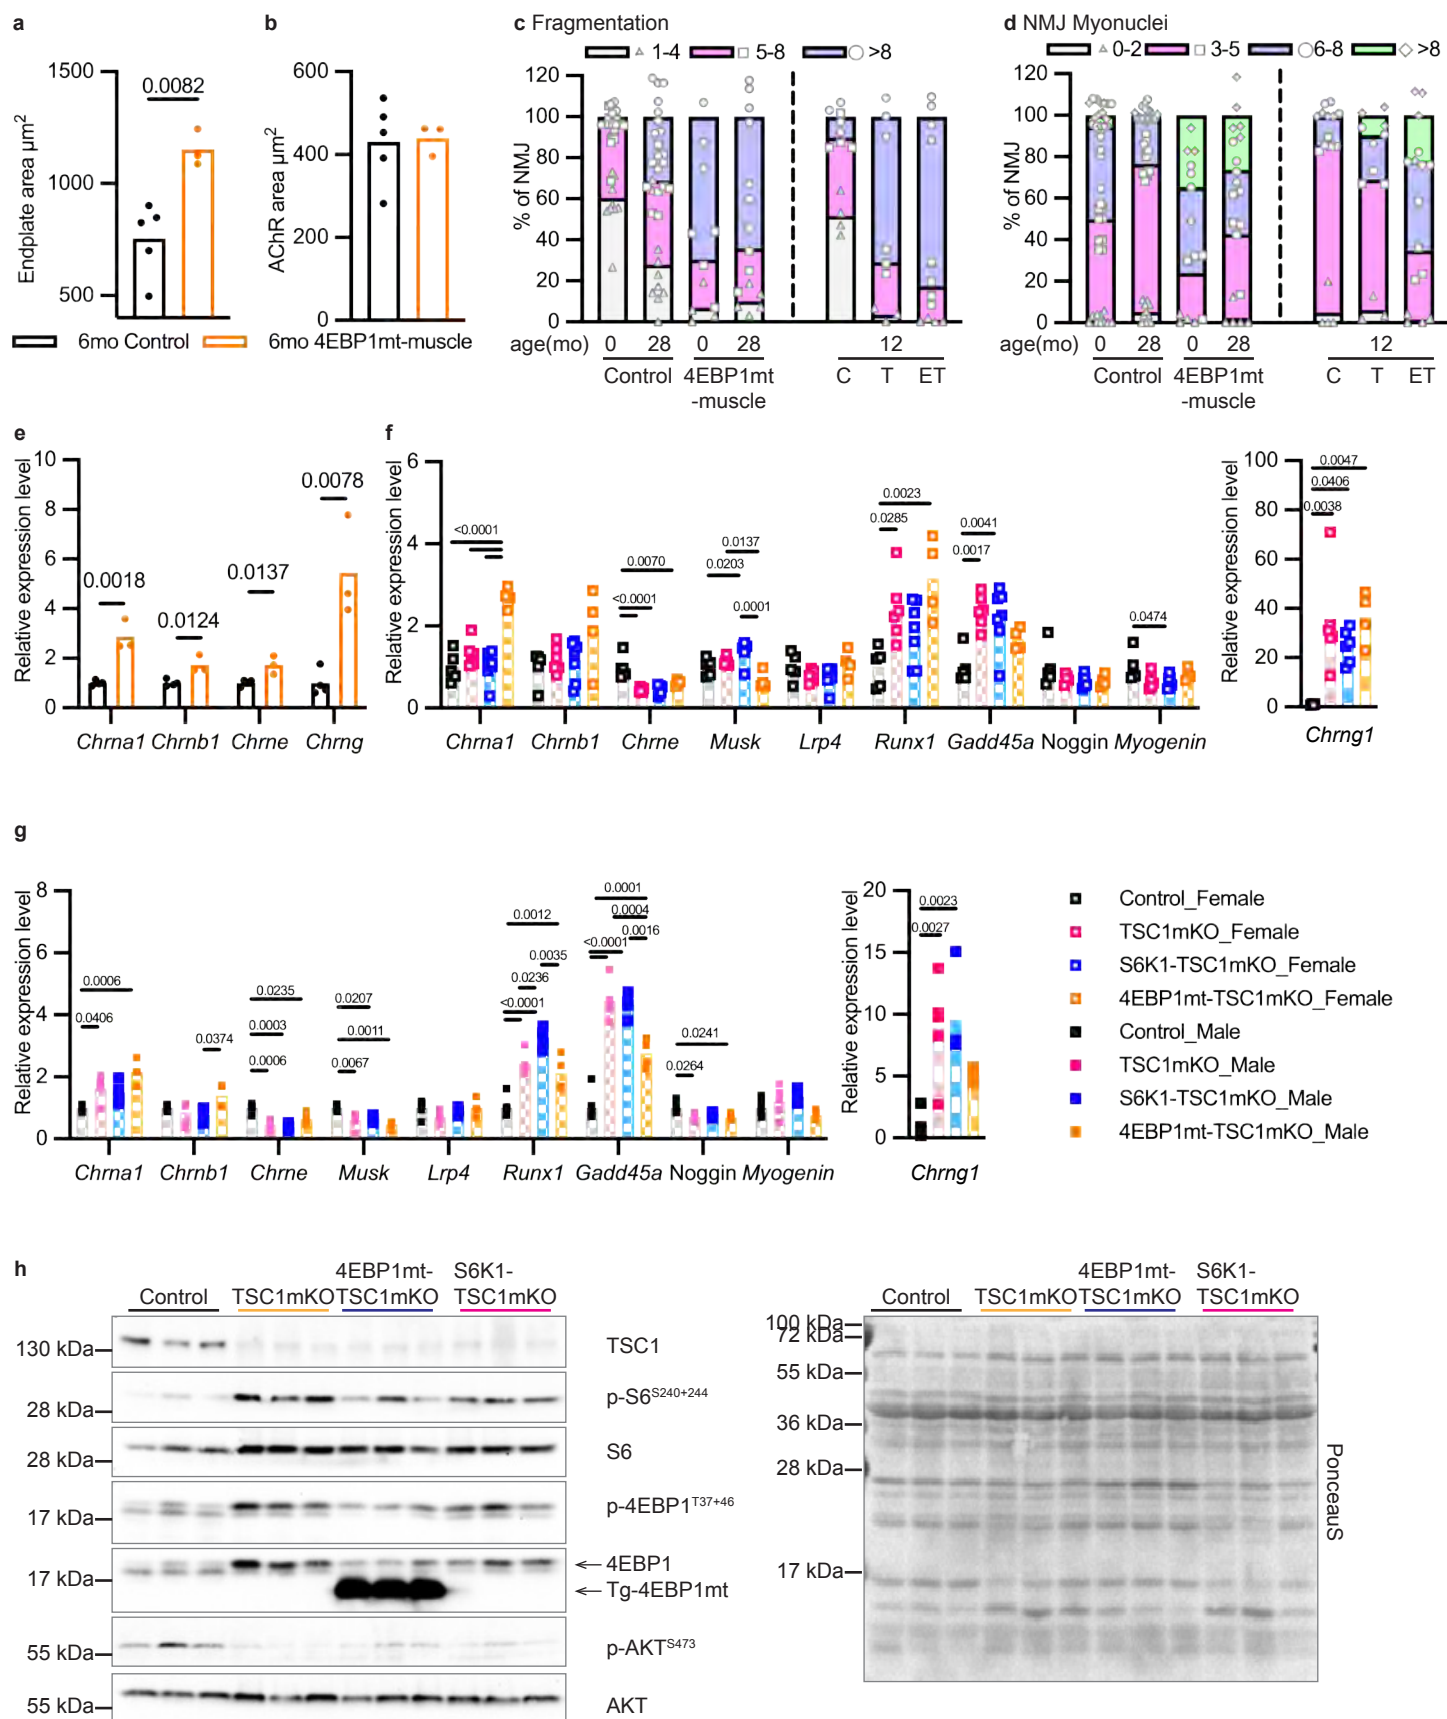 a
b
c Fragmentation
d NMJ Myonuclei
1-4 5-8 >8
0-2 3-5 6-8 >8
Endplate area µm²
1500
1000
500
0.0082
AChR area µm²
600
400
200
0
6mo Control 6mo 4EBP1mt-muscle
% of NMJ
120
100
80
60
40
20
0
age(mo) 0 28 0 28 12
Control 4EBP1mt C T ET
-muscle
% of NMJ
120
100
80
60
40
20
0
age(mo) 0 28 0 28 12
Control 4EBP1mt C T ET
-muscle
e
Relative expression level
10
8
6
4
2
0
0.0018
0.0124
0.0137
0.0078
Chrna1 Chrnb1 Chrne Chrng
f
Relative expression level
6
4
2
0
<0.0001
0.0070
<0.0001
0.0137
0.0203
0.0001
0.0023
0.0285
0.0041
0.0017
0.0474
Chrna1 Chrnb1 Chrne Musk Lrp4 Runx1 Gadd45a Noggin Myogenin
Relative expression level
100
80
60
40
20
0
0.0047
0.0406
0.0038
Chrng1
g
Relative expression level
8
6
4
2
0
0.0006
0.0406
0.0374
0.0235
0.0003
0.0006
0.0207
0.0011
0.0067
0.0012
0.0035
0.0236
<0.0001
0.0001
0.0004
0.0016
<0.0001
0.0241
0.0264
Chrna1 Chrnb1 Chrne Musk Lrp4 Runx1 Gadd45a Noggin Myogenin
Relative expression level
20
15
10
5
0
0.0023
0.0027
Chrng1
Control_Female
TSC1mKO_Female
S6K1-TSC1mKO_Female
4EBP1mt-TSC1mKO_Female
Control_Male
TSC1mKO_Male
S6K1-TSC1mKO_Male
4EBP1mt-TSC1mKO_Male
h
4EBP1mt- S6K1-
Control TSC1mKO TSC1mKO TSC1mKO
130 kDa TSC1
28 kDa p-S6 S240+244
28 kDa S6
17 kDa p-4EBP1 T37+46
4EBP1
17 kDa Tg-4EBP1mt
55 kDa p-AKT S473
55 kDa AKT
4EBP1mt- S6K1-
Control TSC1mKO TSC1mKO TSC1mKO
100 kDa
72 kDa
55 kDa
36 kDa
28 kDa
17 kDa
PonceauS